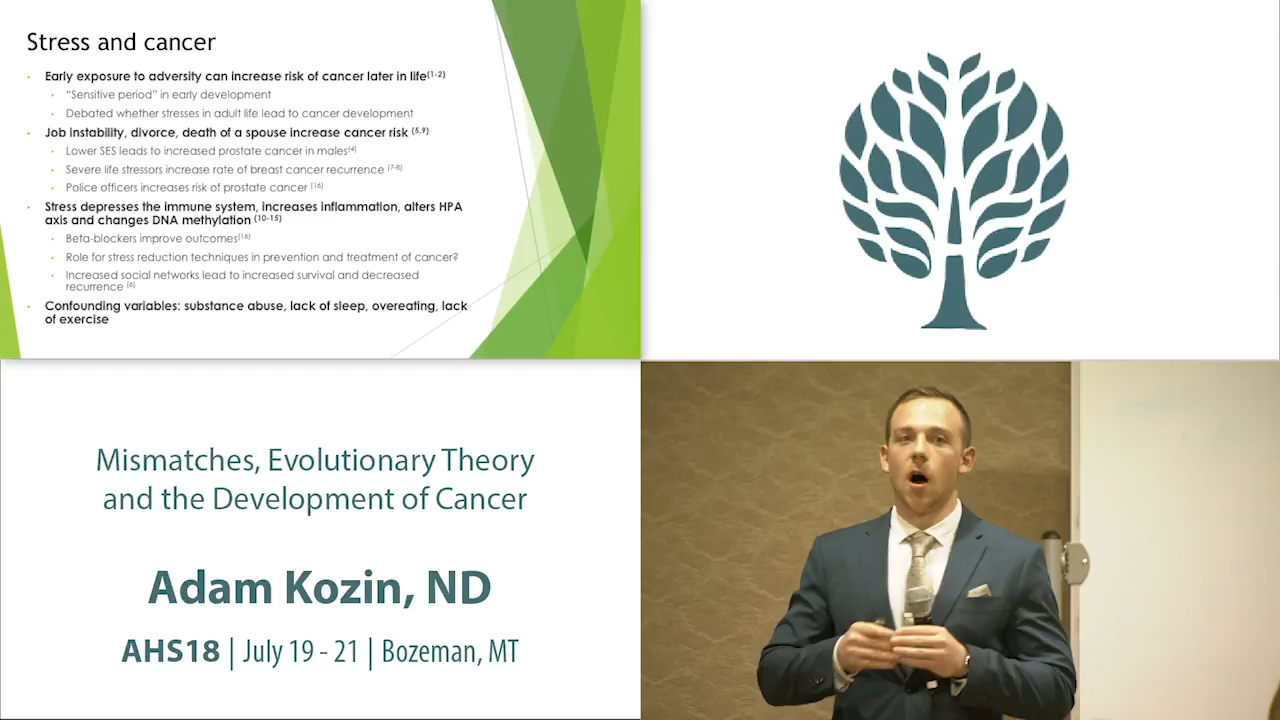 Stress and cancer
Early exposure to adversity can increase risk of cancer later in life(1-2)
"Sensitive period" in early development
Debated whether stresses in adult life lead to cancer development
Job instability, divorce, death of a spouse increase cancer risk (5,9)
Lower SES leads to increased prostate cancer in males(4)
Severe life stressors increase rate of breast cancer recurrence (7-8)
Police officers increases risk of prostate cancer (16)
Stress depresses the immune system, increases inflammation, alters HPA
axis and changes DNA methylation (10-15)
Beta-blockers improve outcomes(16)
Role for stress reduction techniques in prevention and treatment of cancer?
Increased social networks lead to increased survival and decreased
recurrence (6)
Confounding variables: substance abuse, lack of sleep, overeating, lack
of exercise
Mismatches, Evolutionary Theory
and the Development of Cancer
Adam Kozin, ND
AHS18 | July 19 - 21 | Bozeman, MT